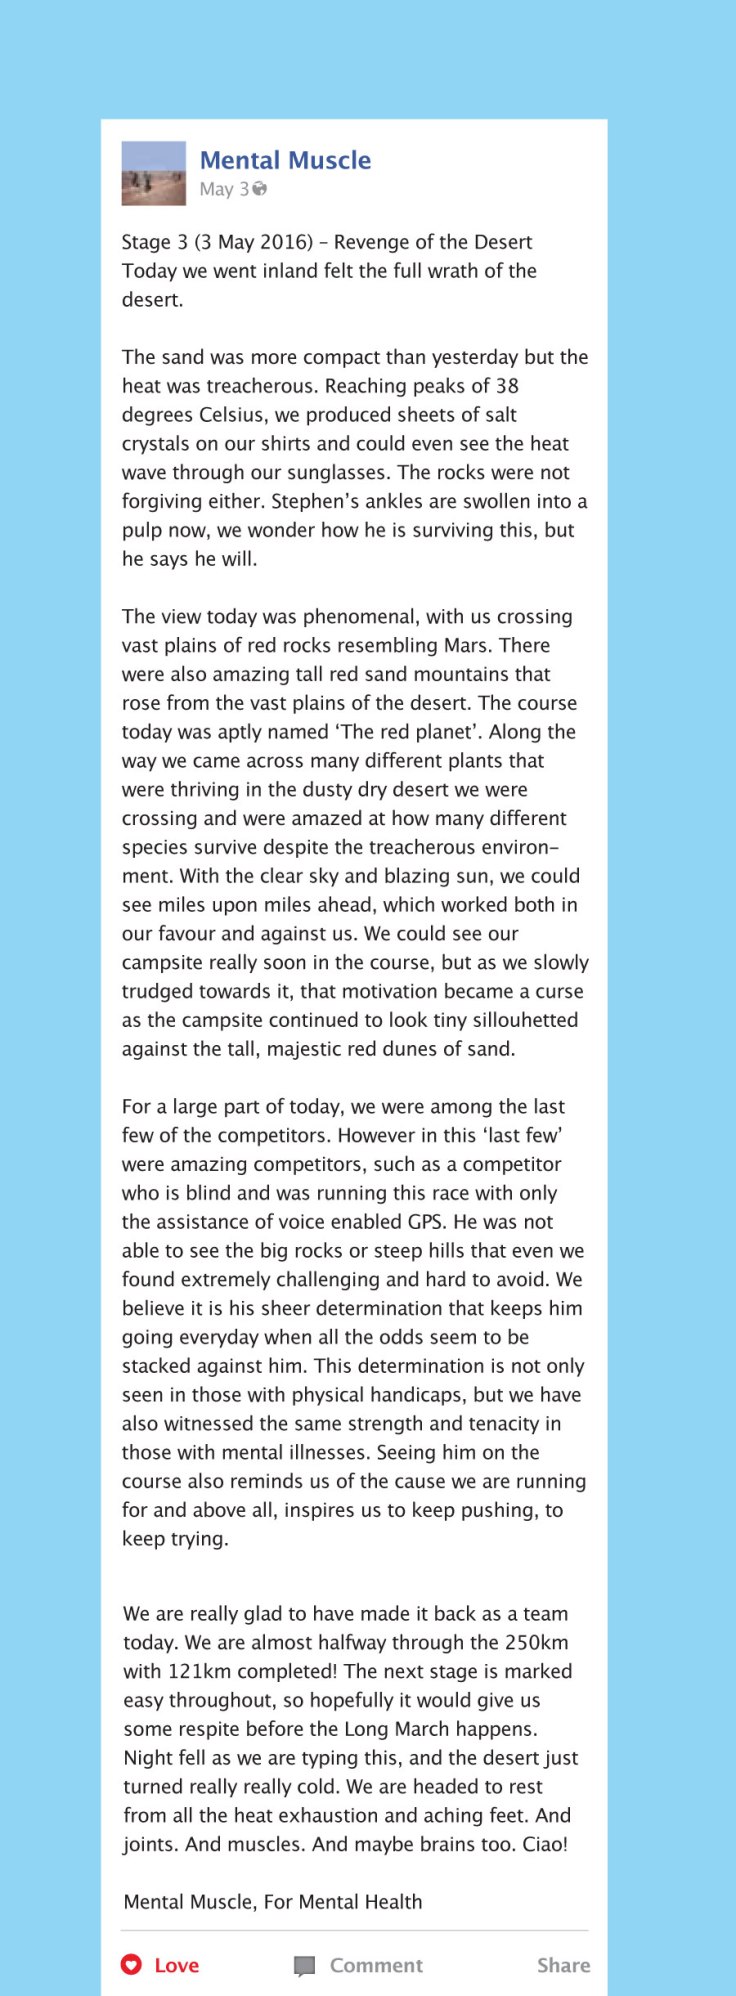 Mental Muscle
May 3
Stage 3 (3 May 2016) – Revenge of the Desert
Today we went inland felt the full wrath of the
desert.
The sand was more compact than yesterday but the
heat was treacherous. Reaching peaks of 38
degrees Celsius, we produced sheets of salt
crystals on our shirts and could even see the heat
wave through our sunglasses. The rocks were not
forgiving either. Stephen’s ankles are swollen into a
pulp now, we wonder how he is surviving this, but
he says he will.
The view today was phenomenal, with us crossing
vast plains of red rocks resembling Mars. There
were also amazing tall red sand mountains that
rose from the vast plains of the desert. The course
today was aptly named ‘The red planet’. Along the
way we came across many different plants that
were thriving in the dusty dry desert we were
crossing and were amazed at how many different
species survive despite the treacherous environ-
ment. With the clear sky and blazing sun, we could
see miles upon miles ahead, which worked both in
our favour and against us. We could see our
campsite really soon in the course, but as we slowly
trudged towards it, that motivation became a curse
as the campsite continued to look tiny sillouhetted
against the tall, majestic red dunes of sand.
For a large part of today, we were among the last
few of the competitors. However in this ‘last few’
were amazing competitors, such as a competitor
who is blind and was running this race with only
the assistance of voice enabled GPS. He was not
able to see the big rocks or steep hills that even we
found extremely challenging and hard to avoid. We
believe it is his sheer determination that keeps him
going everyday when all the odds seem to be
stacked against him. This determination is not only
seen in those with physical handicaps, but we have
also witnessed the same strength and tenacity in
those with mental illnesses. Seeing him on the
course also reminds us of the cause we are running
for and above all, inspires us to keep pushing, to
keep trying.
We are really glad to have made it back as a team
today. We are almost halfway through the 250km
with 121km completed! The next stage is marked
easy throughout, so hopefully it would give us
some respite before the Long March happens.
Night fell as we are typing this, and the desert just
turned really really cold. We are headed to rest
from all the heat exhaustion and aching feet. And
joints. And muscles. And maybe brains too. Ciao!
Mental Muscle, For Mental Health
Love Comment Share